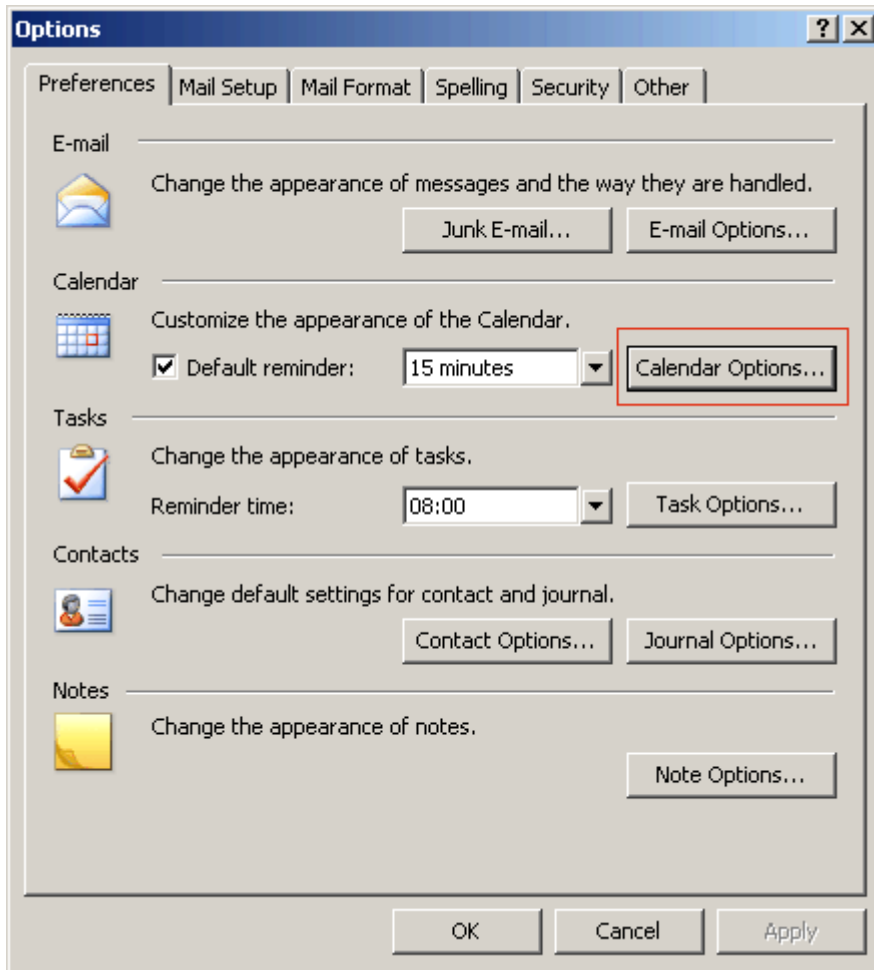 Options
Preferences Mail Setup Mail Format Spelling Security Other
E-mail
Change the appearance of messages and the way they are handled.
Junk E-mail... E-mail Options...
Calendar
Customize the appearance of the Calendar.
Default reminder: 15 minutes Calendar Options...
Tasks
Change the appearance of tasks.
Reminder time: 08:00 Task Options...
Contacts
Change default settings for contact and journal.
Contact Options... Journal Options...
Notes
Change the appearance of notes.
Note Options...
OK Cancel Apply